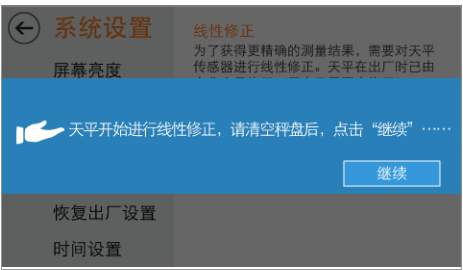 系统设置
线性修正
为了获得更精确的测量结果，需要对天平
屏幕亮度
传感器进行线性修正。天平在出厂时已由
天平开始进行线性修正，请清空秤盘后，点击“继续”……
继续
恢复出厂设置
时间设置